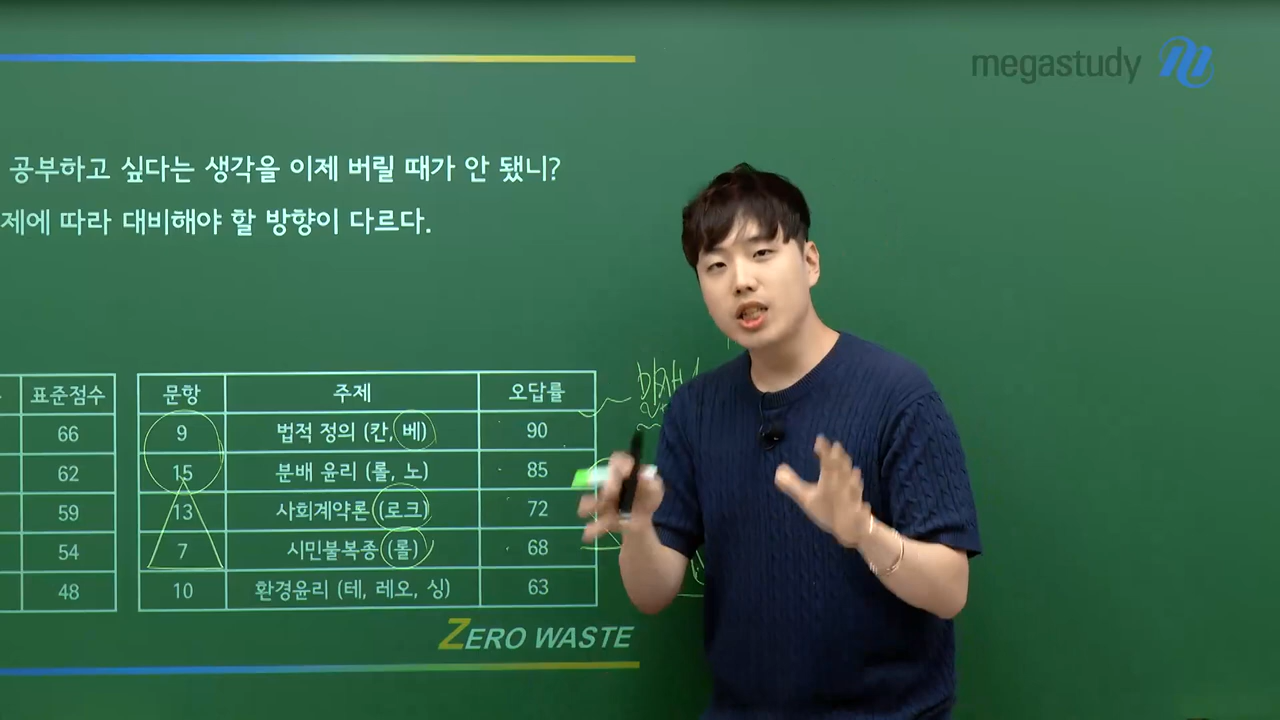 megastudy
공부하고 싶다는 생각을 이제 버릴 때가 안 됐니?
제에 따라 대비해야 할 방향이 다르다.
표준점수
66
62
59
54
48
문항 주제 오답률
9 법적 정의 (칸, 베) 90
15 분배 윤리 (롤, 노) 85
13 사회계약론 (로크) 72
7 시민불복종 (롤) 68
10 환경윤리 (테, 레오, 싱) 63
ZERO WASTE